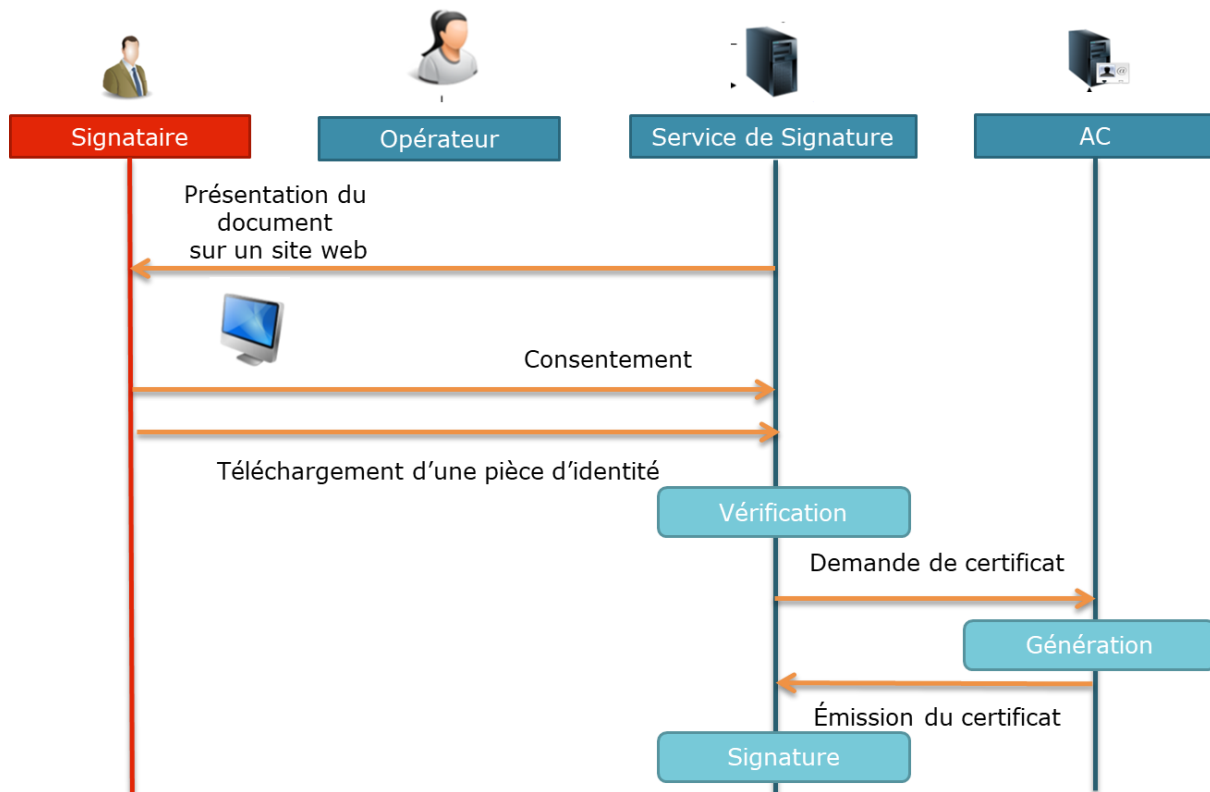 Signataire
Opérateur
Service de Signature
AC
Présentation du
document
sur un site web
Consentement
Téléchargement d’une pièce d’identité
Vérification
Demande de certificat
Génération
Émission du certificat
Signature